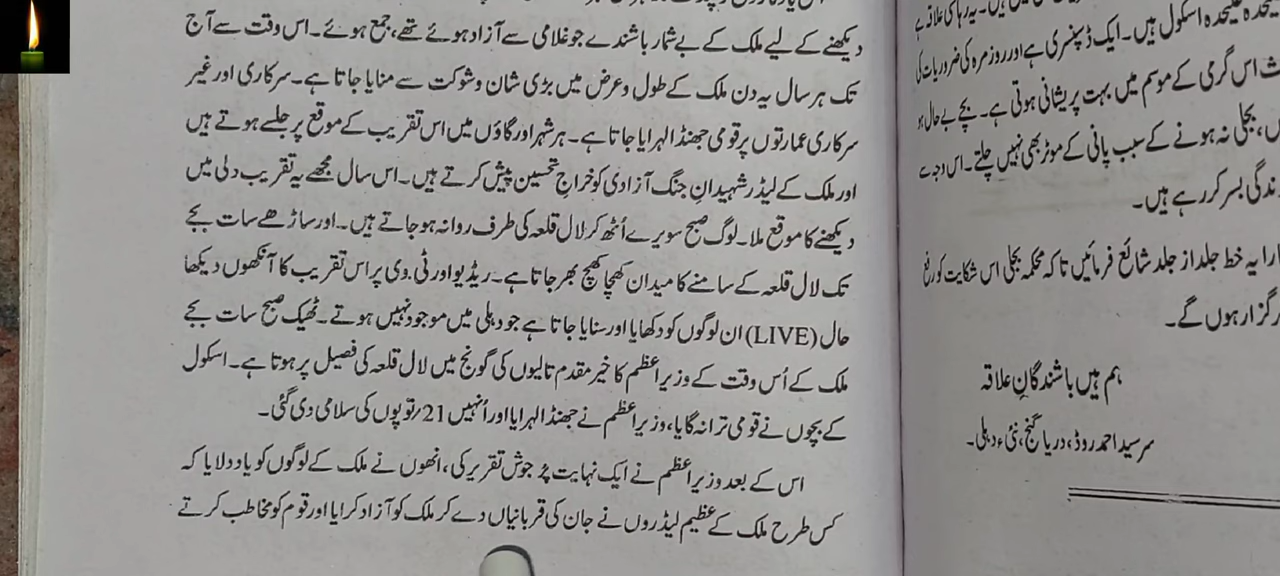 دیکھنے کے لیے ملک کے بے شمار باشندے جو غلامی سے آزاد ہوئے تھے، جمع ہوئے۔ اس وقت سے آج
تک ہر سال یہ دن ملک کے طول و عرض میں بڑی شان و شوکت سے منایا جاتا ہے۔ سرکاری اور غیر
سرکاری عمارتوں پر قومی جھنڈا لہرایا جاتا ہے۔ ہر شہر اور گاؤں میں اس تقریب کے موقع پر جلسے ہوتے ہیں
اور ملک کے لیڈر شہیدانِ جنگ آزادی کو خراجِ تحسین پیش کرتے ہیں۔ اس سال مجھے یہ تقریب دلی میں
دیکھنے کا موقع ملا۔ لوگ صبح سویرے اُٹھ کر لال قلعہ کی طرف روانہ ہو جاتے ہیں۔ اور ساڑھے سات بجے
تک لال قلعہ کے سامنے کا میدان کھچا کھچ بھر جاتا ہے۔ ریڈیو اور ٹی۔وی پر اس تقریب کا آنکھوں دیکھا
حال (LIVE) ان لوگوں کو دکھایا اور سنایا جاتا ہے جو دہلی میں موجود نہیں ہوتے۔ ٹھیک صبح سات بجے
ملک کے اُس وقت کے وزیر اعظم کا خیر مقدم تالیوں کی گونج میں لال قلعہ کی فصیل پر ہوتا ہے۔ اسکول
کے بچوں نے قومی ترانہ گایا، وزیر اعظم نے جھنڈا لہرایا اور اُنہیں 21/توپوں کی سلامی دی گئی۔
اس کے بعد وزیر اعظم نے ایک نہایت پُر جوش تقریر کی، انھوں نے ملک کے لوگوں کو یاد دلایا کہ
کس طرح ملک کے عظیم لیڈروں نے جان کی قربانیاں دے کر ملک کو آزاد کرایا اور قوم کو مخاطب کرتے
علیحدہ اسکول ہیں۔ ایک ڈسپنسری ہے اور روزمرہ کی ضروریات کی
اس گرمی کے موسم میں بہت پریشانی ہوتی ہے۔ بچے بے حال
بجلی نہ ہونے کے سبب پانی کے موٹر بھی نہیں چلتے۔ اس وجہ سے
زندگی بسر کر رہے ہیں۔
یہ خط جلد از جلد شائع فرمائیں تاکہ محکمہ بجلی اس شکایت کو رفع
گزار ہوں گے۔
ہم ہیں باشندگانِ علاقہ
سرسید احمد روڈ، دریا گنج، نئی دہلی۔